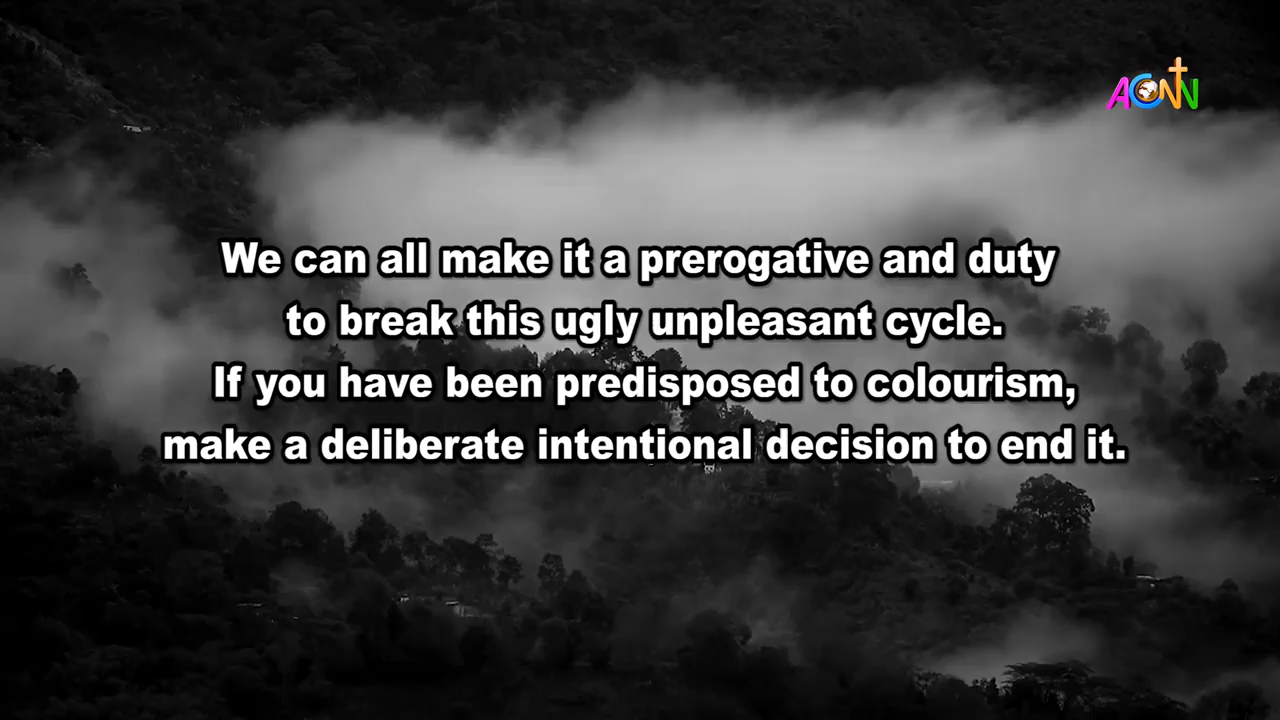 ACNN
We can all make it a prerogative and duty
to break this ugly unpleasant cycle.
If you have been predisposed to colourism,
make a deliberate intentional decision to end it.